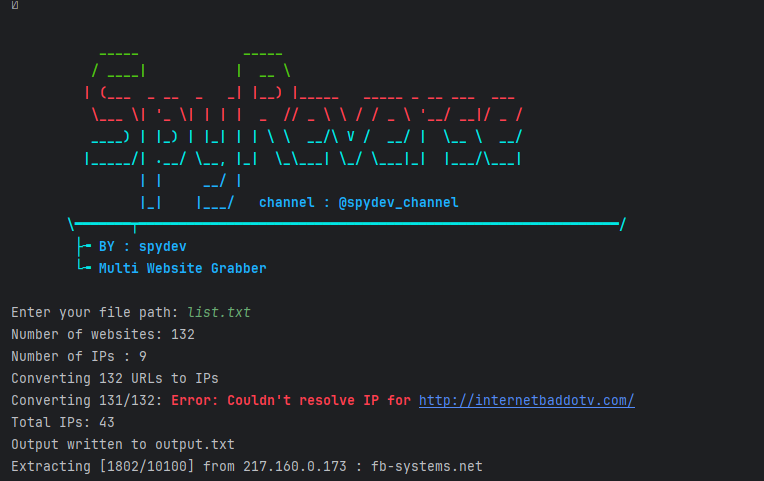 channel : @spydev_channel
BY : spydev
Multi Website Grabber
Enter your file path: list.txt
Number of websites: 132
Number of IPs : 9
Converting 132 URLs to IPs
Converting 131/132: Error: Couldn't resolve IP for http://internetbaddotv.com/
Total IPs: 43
Output written to output.txt
Extracting [1802/10100] from 217.160.0.173 : fb-systems.net